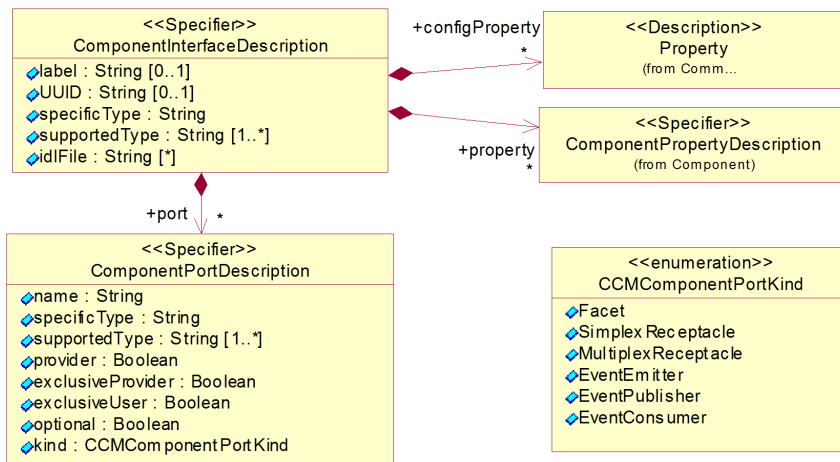 <<Specifier>>
ComponentInterfaceDescription
label : String [0..1]
UUID : String [0..1]
specificType : String
supportedType : String [1..*]
idlFile : String [*]
+configProperty
*
<<Description>>
Property
(from Comm...
+property
*
<<Specifier>>
ComponentPropertyDescription
(from Component)
+port
*
<<Specifier>>
ComponentPortDescription
name : String
specificType : String
supportedType : String [1..*]
provider : Boolean
exclusiveProvider : Boolean
exclusiveUser : Boolean
optional : Boolean
kind : CCMComponentPortKind
<<enumeration>>
CCMComponentPortKind
Facet
SimplexReceptacle
MultiplexReceptacle
EventEmitter
EventPublisher
EventConsumer